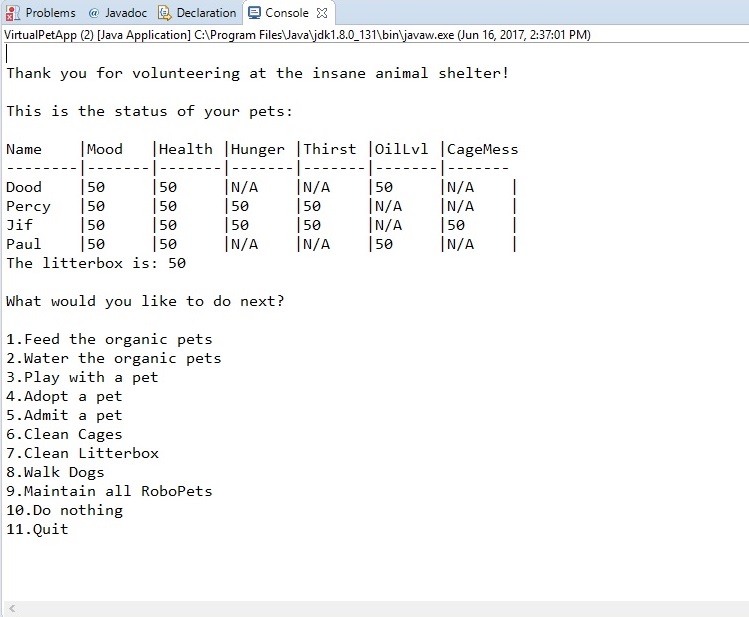 Problems @ Javadoc Declaration Console
VirtualPetApp (2) [Java Application] C:\Program Files\Java\jdk1.8.0_131\bin\javaw.exe (Jun 16, 2017, 2:37:01 PM)
Thank you for volunteering at the insane animal shelter!
This is the status of your pets:
Name    |Mood   |Health |Hunger |Thirst |OilLvl |CageMess
--------|-------|-------|-------|-------|-------|-------
Dood    |50     |50     |N/A    |N/A    |50     |N/A    |
Percy   |50     |50     |50     |50     |N/A    |N/A    |
Jif     |50     |50     |50     |50     |N/A    |50     |
Paul    |50     |50     |N/A    |N/A    |50     |N/A    |
The litterbox is: 50
What would you like to do next?
1.Feed the organic pets
2.Water the organic pets
3.Play with a pet
4.Adopt a pet
5.Admit a pet
6.Clean Cages
7.Clean Litterbox
8.Walk Dogs
9.Maintain all RoboPets
10.Do nothing
11.Quit